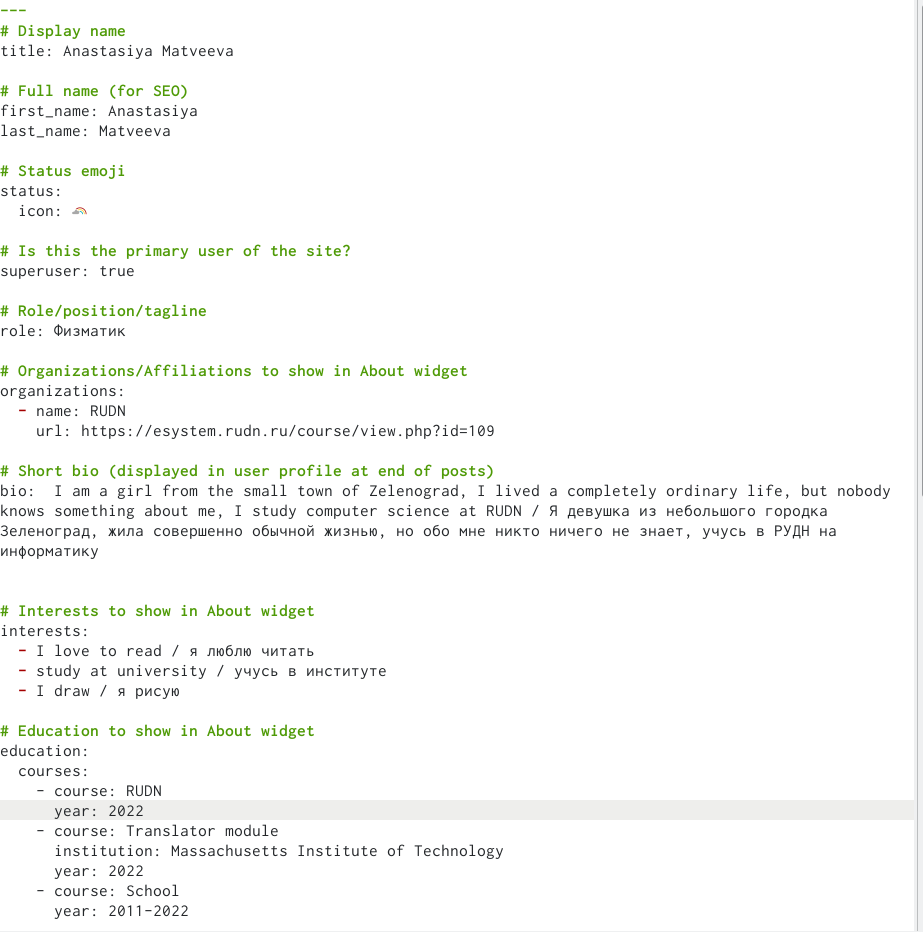 ---
# Display name
title: Anastasiya Matveeva

# Full name (for SEO)
first_name: Anastasiya
last_name: Matveeva

# Status emoji
status:
  icon: 

# Is this the primary user of the site?
superuser: true

# Role/position/tagline
role: Физматик

# Organizations/Affiliations to show in About widget
organizations:
  - name: RUDN
    url: https://esystem.rudn.ru/course/view.php?id=109

# Short bio (displayed in user profile at end of posts)
bio:  I am a girl from the small town of Zelenograd, I lived a completely ordinary life, but nobody
knows something about me, I study computer science at RUDN / Я девушка из небольшого городка
Зеленоград, жила совершенно обычной жизнью, но обо мне никто ничего не знает, учусь в РУДН на
информатику


# Interests to show in About widget
interests:
  - I love to read / я люблю читать
  - study at university / учусь в институте
  - I draw / я рисую

# Education to show in About widget
education:
  courses:
    - course: RUDN
      year: 2022
    - course: Translator module
      institution: Massachusetts Institute of Technology
      year: 2022
    - course: School
      year: 2011-2022